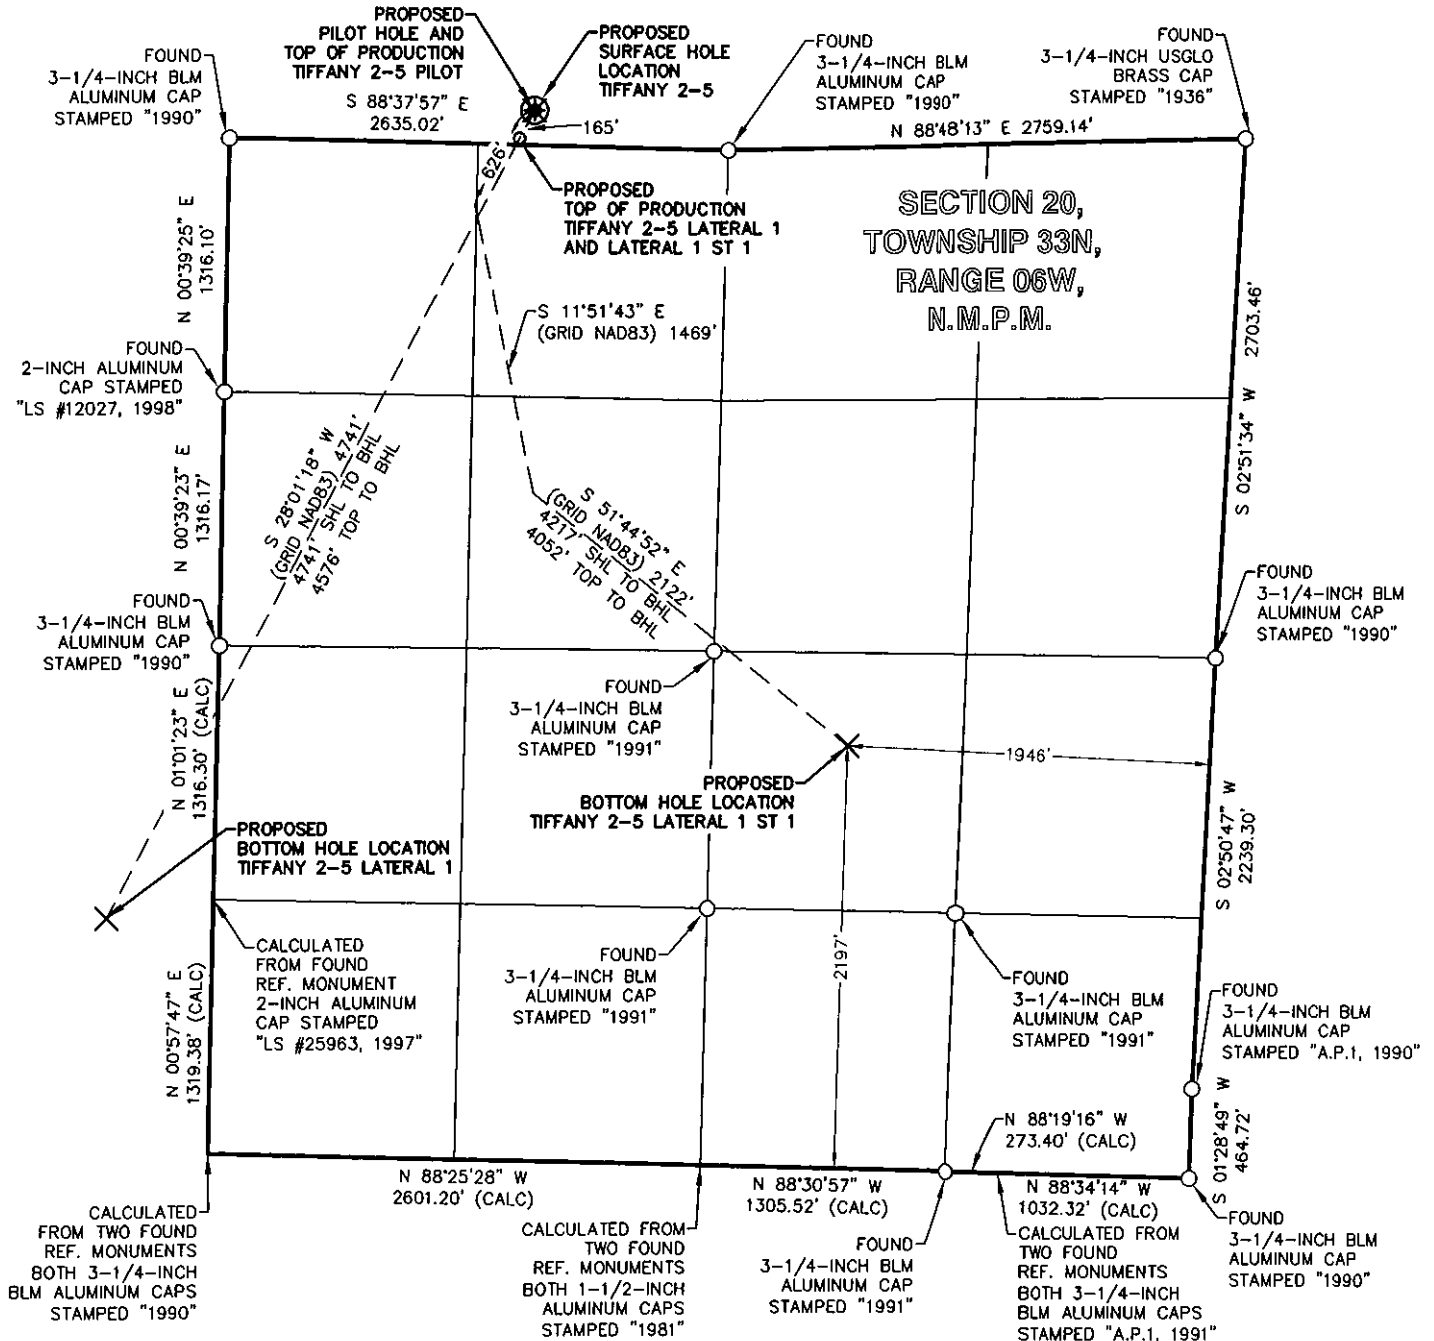 PROPOSED
PILOT HOLE AND
TOP OF PRODUCTION
TIFFANY 2-5 PILOT
PROPOSED
SURFACE HOLE
LOCATION
TIFFANY 2-5
FOUND
3-1/4-INCH BLM
ALUMINUM CAP
STAMPED "1990"
S 88°37'57" E
2635.02'
165'
626'
FOUND
3-1/4-INCH BLM
ALUMINUM CAP
STAMPED "1990"
FOUND
3-1/4-INCH USGLO
BRASS CAP
STAMPED "1936"
N 88°48'13" E 2759.14'
PROPOSED
TOP OF PRODUCTION
TIFFANY 2-5 LATERAL 1
AND LATERAL 1 ST 1
SECTION 20,
TOWNSHIP 33N,
RANGE 06W,
N.M.P.M.
N 00°39'25" E
1316.10'
S 11°51'43" E
(GRID NAD83) 1469'
S 02°51'34" W 2703.46'
FOUND
2-INCH ALUMINUM
CAP STAMPED
"LS #12027, 1998"
N 00°39'23" E
1316.17'
S 28°01'18" W
(GRID NAD83) 4741'
4741' SHL TO BHL
4576' TOP TO BHL
S 51°44'52" E
(GRID NAD83) 2122'
4217' SHL TO BHL
4052' TOP TO BHL
FOUND
3-1/4-INCH BLM
ALUMINUM CAP
STAMPED "1990"
FOUND
3-1/4-INCH BLM
ALUMINUM CAP
STAMPED "1990"
FOUND
3-1/4-INCH BLM
ALUMINUM CAP
STAMPED "1991"
N 01°01'23" E
1316.30' (CALC)
1946'
PROPOSED
BOTTOM HOLE LOCATION
TIFFANY 2-5 LATERAL 1 ST 1
PROPOSED
BOTTOM HOLE LOCATION
TIFFANY 2-5 LATERAL 1
S 02°50'47" W
2239.30'
CALCULATED
FROM FOUND
REF. MONUMENT
2-INCH ALUMINUM
CAP STAMPED
"LS #25963, 1997"
FOUND
3-1/4-INCH BLM
ALUMINUM CAP
STAMPED "1991"
2197'
FOUND
3-1/4-INCH BLM
ALUMINUM CAP
STAMPED "1991"
FOUND
3-1/4-INCH BLM
ALUMINUM CAP
STAMPED "A.P.1, 1990"
N 00°57'47" E
1319.38' (CALC)
N 88°19'16" W
273.40' (CALC)
S 01°28'49" W
464.72'
N 88°25'28" W
2601.20' (CALC)
N 88°30'57" W
1305.52' (CALC)
N 88°34'14" W
1032.32' (CALC)
CALCULATED
FROM TWO FOUND
REF. MONUMENTS
BOTH 3-1/4-INCH
BLM ALUMINUM CAPS
STAMPED "1990"
CALCULATED FROM
TWO FOUND
REF. MONUMENTS
BOTH 1-1/2-INCH
ALUMINUM CAPS
STAMPED "1981"
FOUND
3-1/4-INCH BLM
ALUMINUM CAP
STAMPED "1991"
CALCULATED FROM
TWO FOUND
REF. MONUMENTS
BOTH 3-1/4-INCH
BLM ALUMINUM CAPS
STAMPED "A.P.1, 1991"
FOUND
3-1/4-INCH BLM
ALUMINUM CAP
STAMPED "1990"